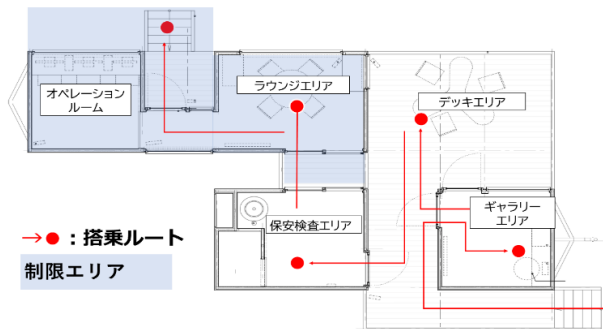 オペレーション
ルーム
ラウンジエリア
デッキエリア
ギャラリー
エリア
保安検査エリア
→●：搭乗ルート
制限エリア